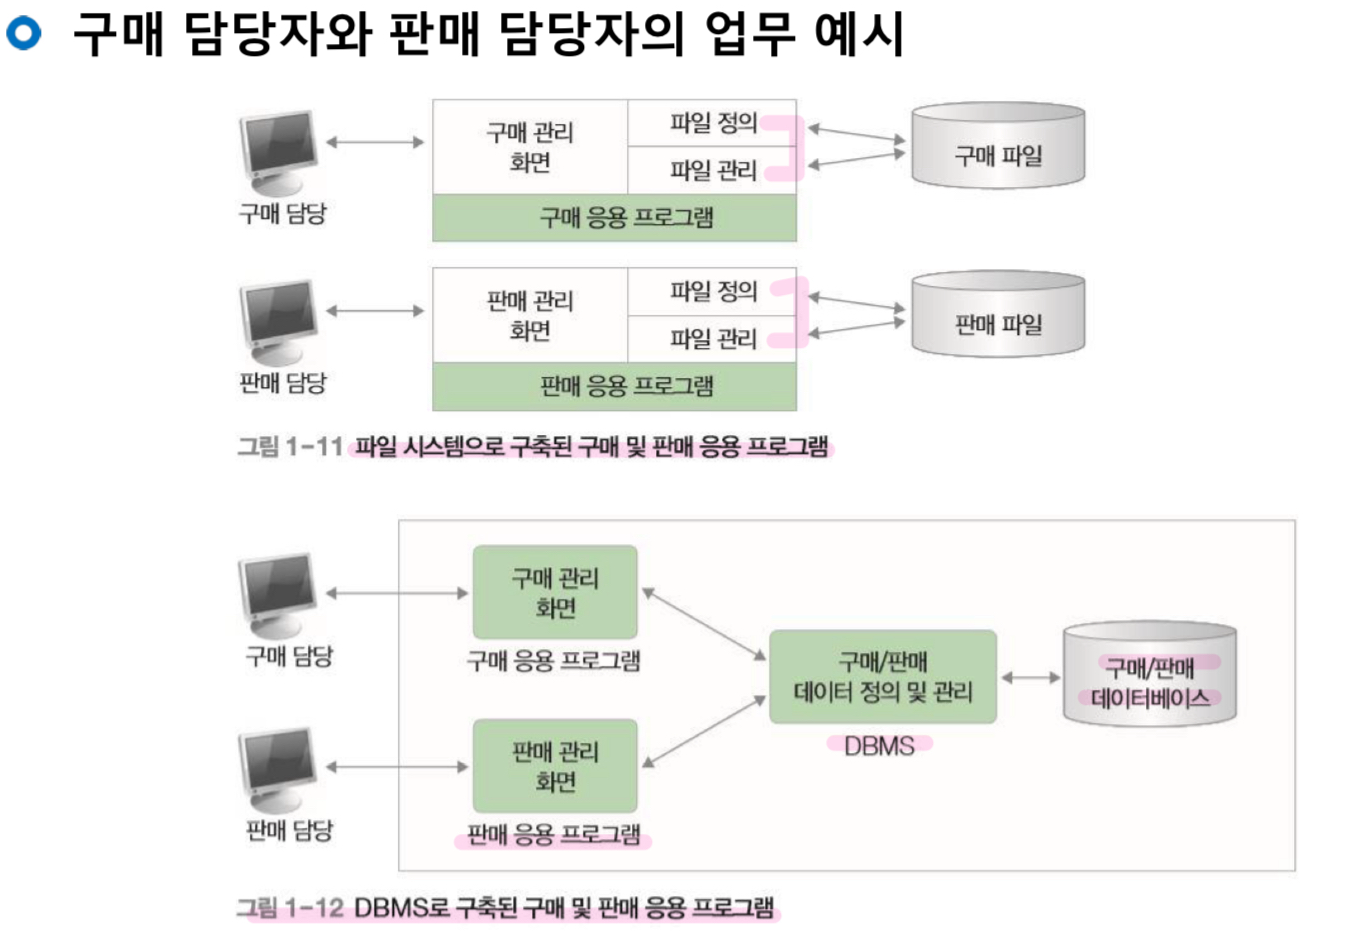 구매 담당자와 판매 담당자의 업무 예시
구매 담당
구매 관리
화면
파일 정의
파일 관리
구매 응용 프로그램
구매 파일
판매 담당
판매 관리
화면
파일 정의
파일 관리
판매 응용 프로그램
판매 파일
그림 1-11 파일 시스템으로 구축된 구매 및 판매 응용 프로그램
구매 담당
구매 관리
화면
구매 응용 프로그램
판매 담당
판매 관리
화면
판매 응용 프로그램
구매/판매
데이터 정의 및 관리
DBMS
구매/판매
데이터베이스
그림 1-12 DBMS로 구축된 구매 및 판매 응용 프로그램